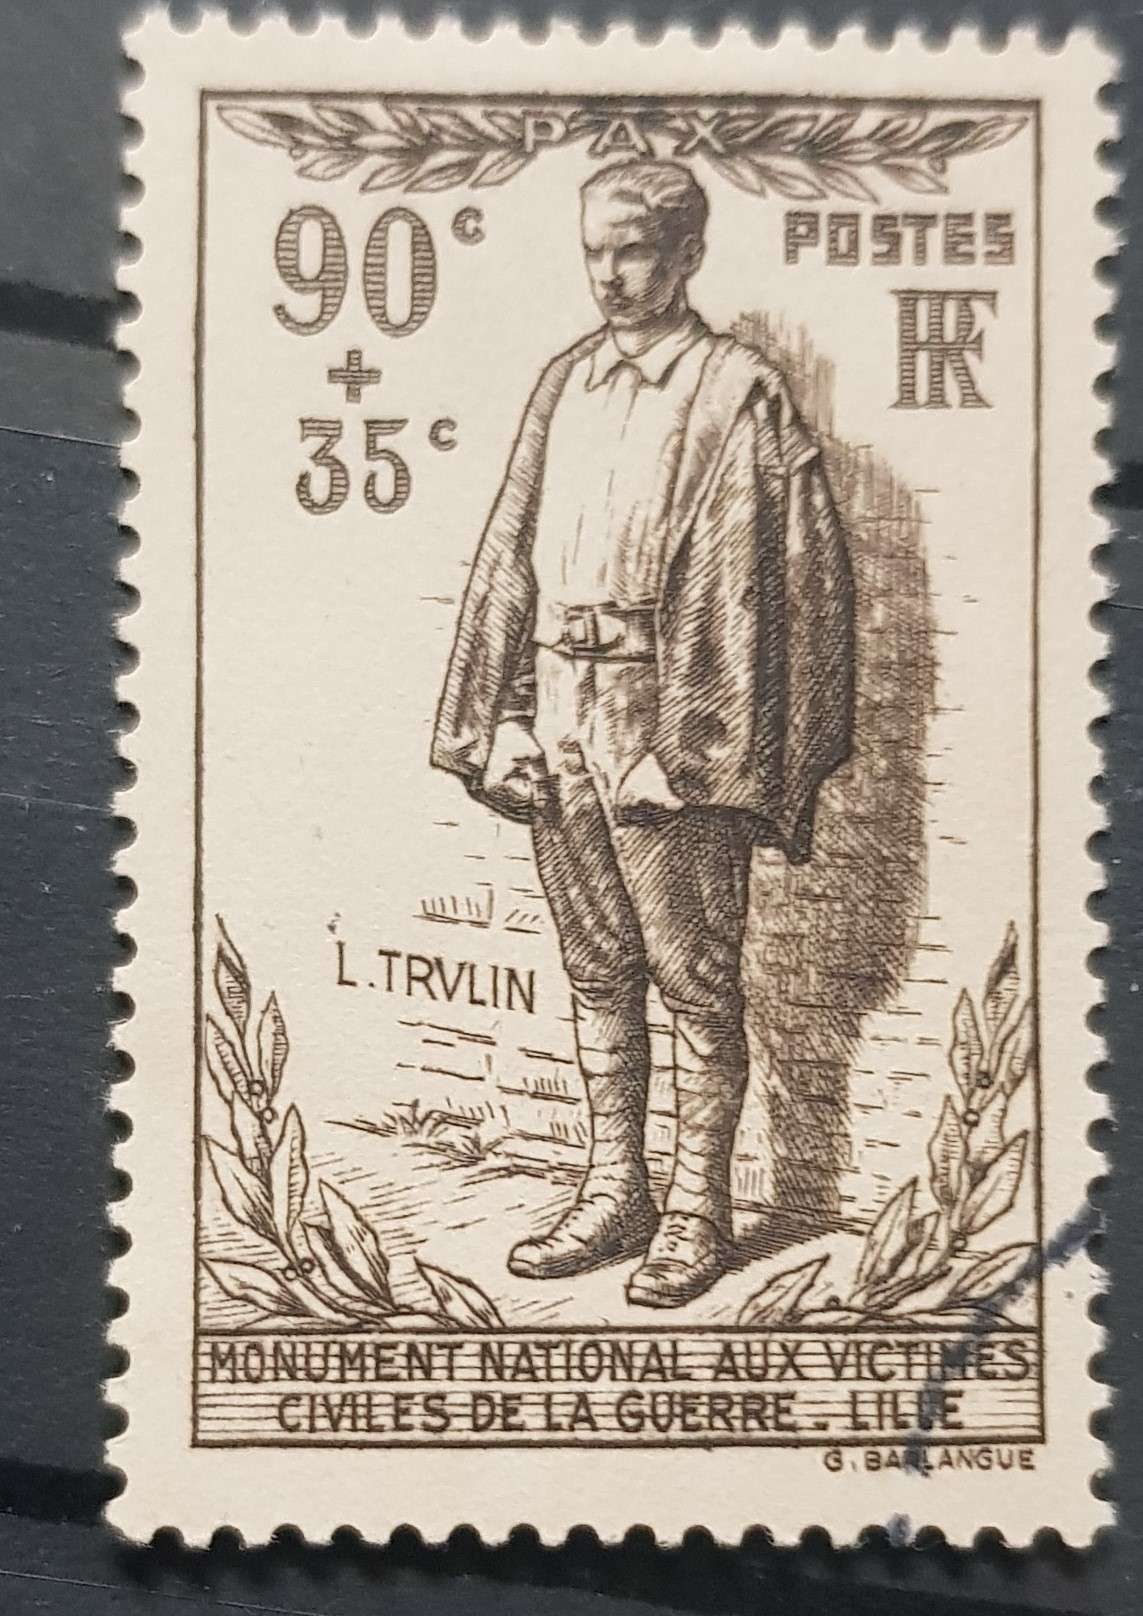 PAX
90c
+
35c
POSTES
RF
L.TRVLIN
MONUMENT NATIONAL AUX VICTIMES
CIVILES DE LA GUERRE. LILLE
G. BARLANGUE